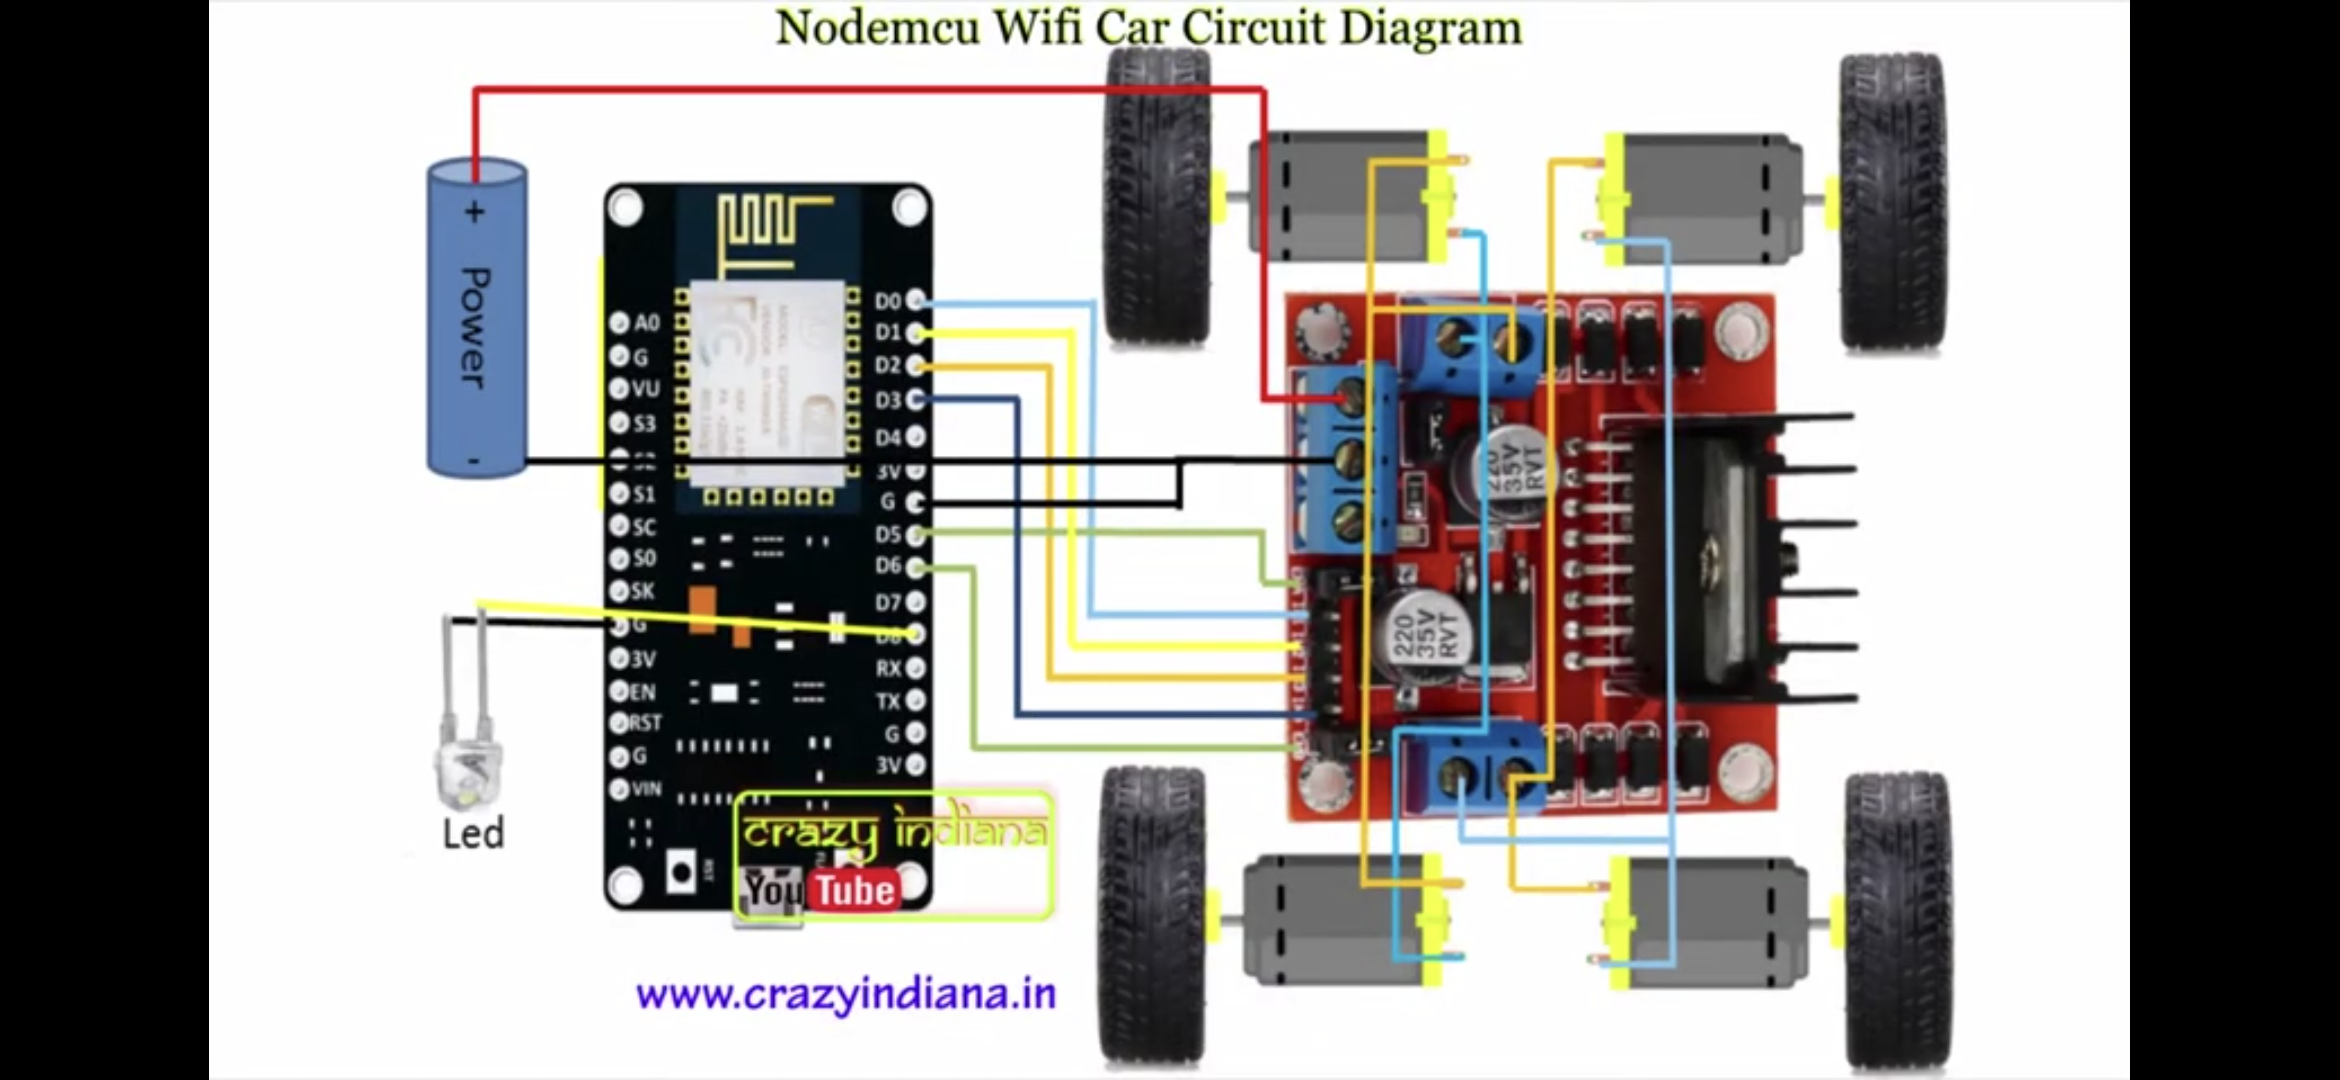 Nodemcu Wifi Car Circuit Diagram
+
Power
-
A0
G
VU
S3
S2
S1
SC
S0
SK
G
3V
EN
RST
G
VIN
D0
D1
D2
D3
D4
3V
G
D5
D6
D7
D8
RX
TX
G
3V
RST
220
35V
RVT
220
35V
RVT
Led
crazy indiana
YouTube
www.crazyindiana.in